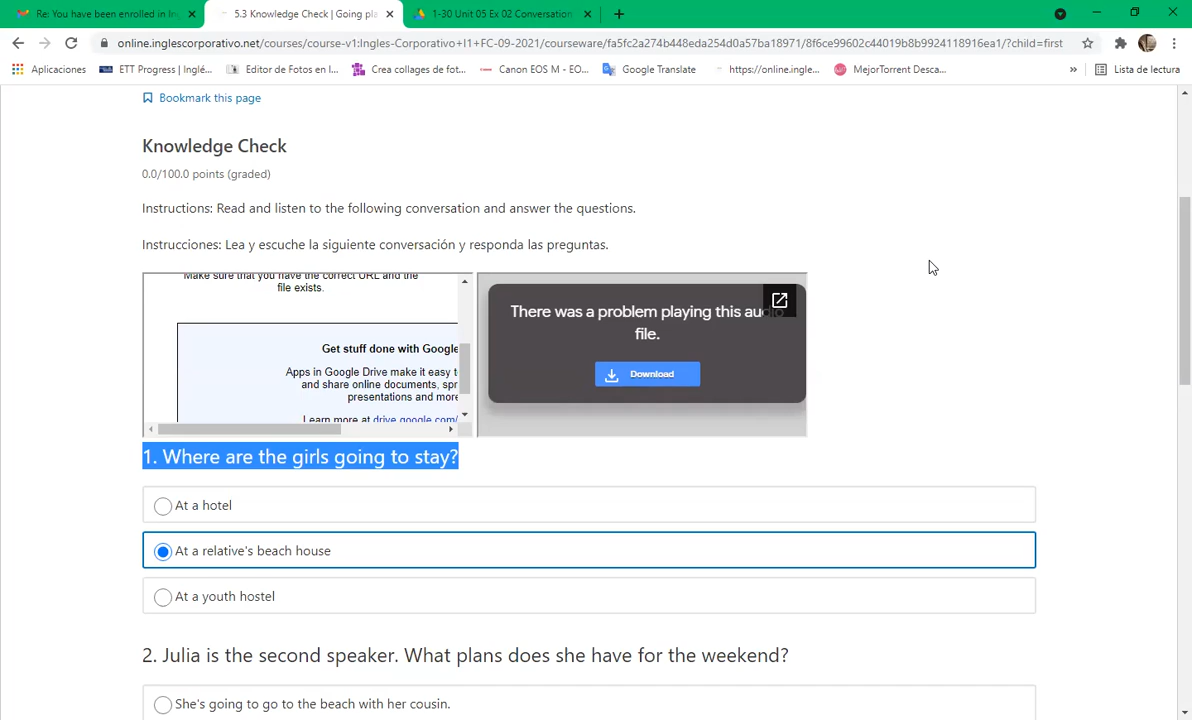 Re: You have been enrolled in In
5.3 Knowledge Check | Going pla
1-30 Unit 05 Ex 02 Conversation
online.inglescorporativo.net/courses/course-v1:Ingles-Corporativo+I1+FC-09-2021/courseware/fa5fc2a274b448eda254d0a57ba18971/8f6ce99602c44019b8b9924118916ea1/?child=first
Aplicaciones
ETT Progress | Inglé...
Editor de Fotos en l...
Crea collages de fot...
Canon EOS M - EO...
Google Translate
https://online.ingle...
MejorTorrent Desca...
»
Lista de lectura
Bookmark this page
Knowledge Check
0.0/100.0 points (graded)
Instructions: Read and listen to the following conversation and answer the questions.
Instrucciones: Lea y escuche la siguiente conversación y responda las preguntas.
Make sure that you have the correct URL and the
file exists.
Get stuff done with Google
Apps in Google Drive make it easy t
and share online documents, spr
presentations and more
Learn more at drive.google.com/
There was a problem playing this audio
file.
Download
1. Where are the girls going to stay?
At a hotel
At a relative's beach house
At a youth hostel
2. Julia is the second speaker. What plans does she have for the weekend?
She's going to go to the beach with her cousin.